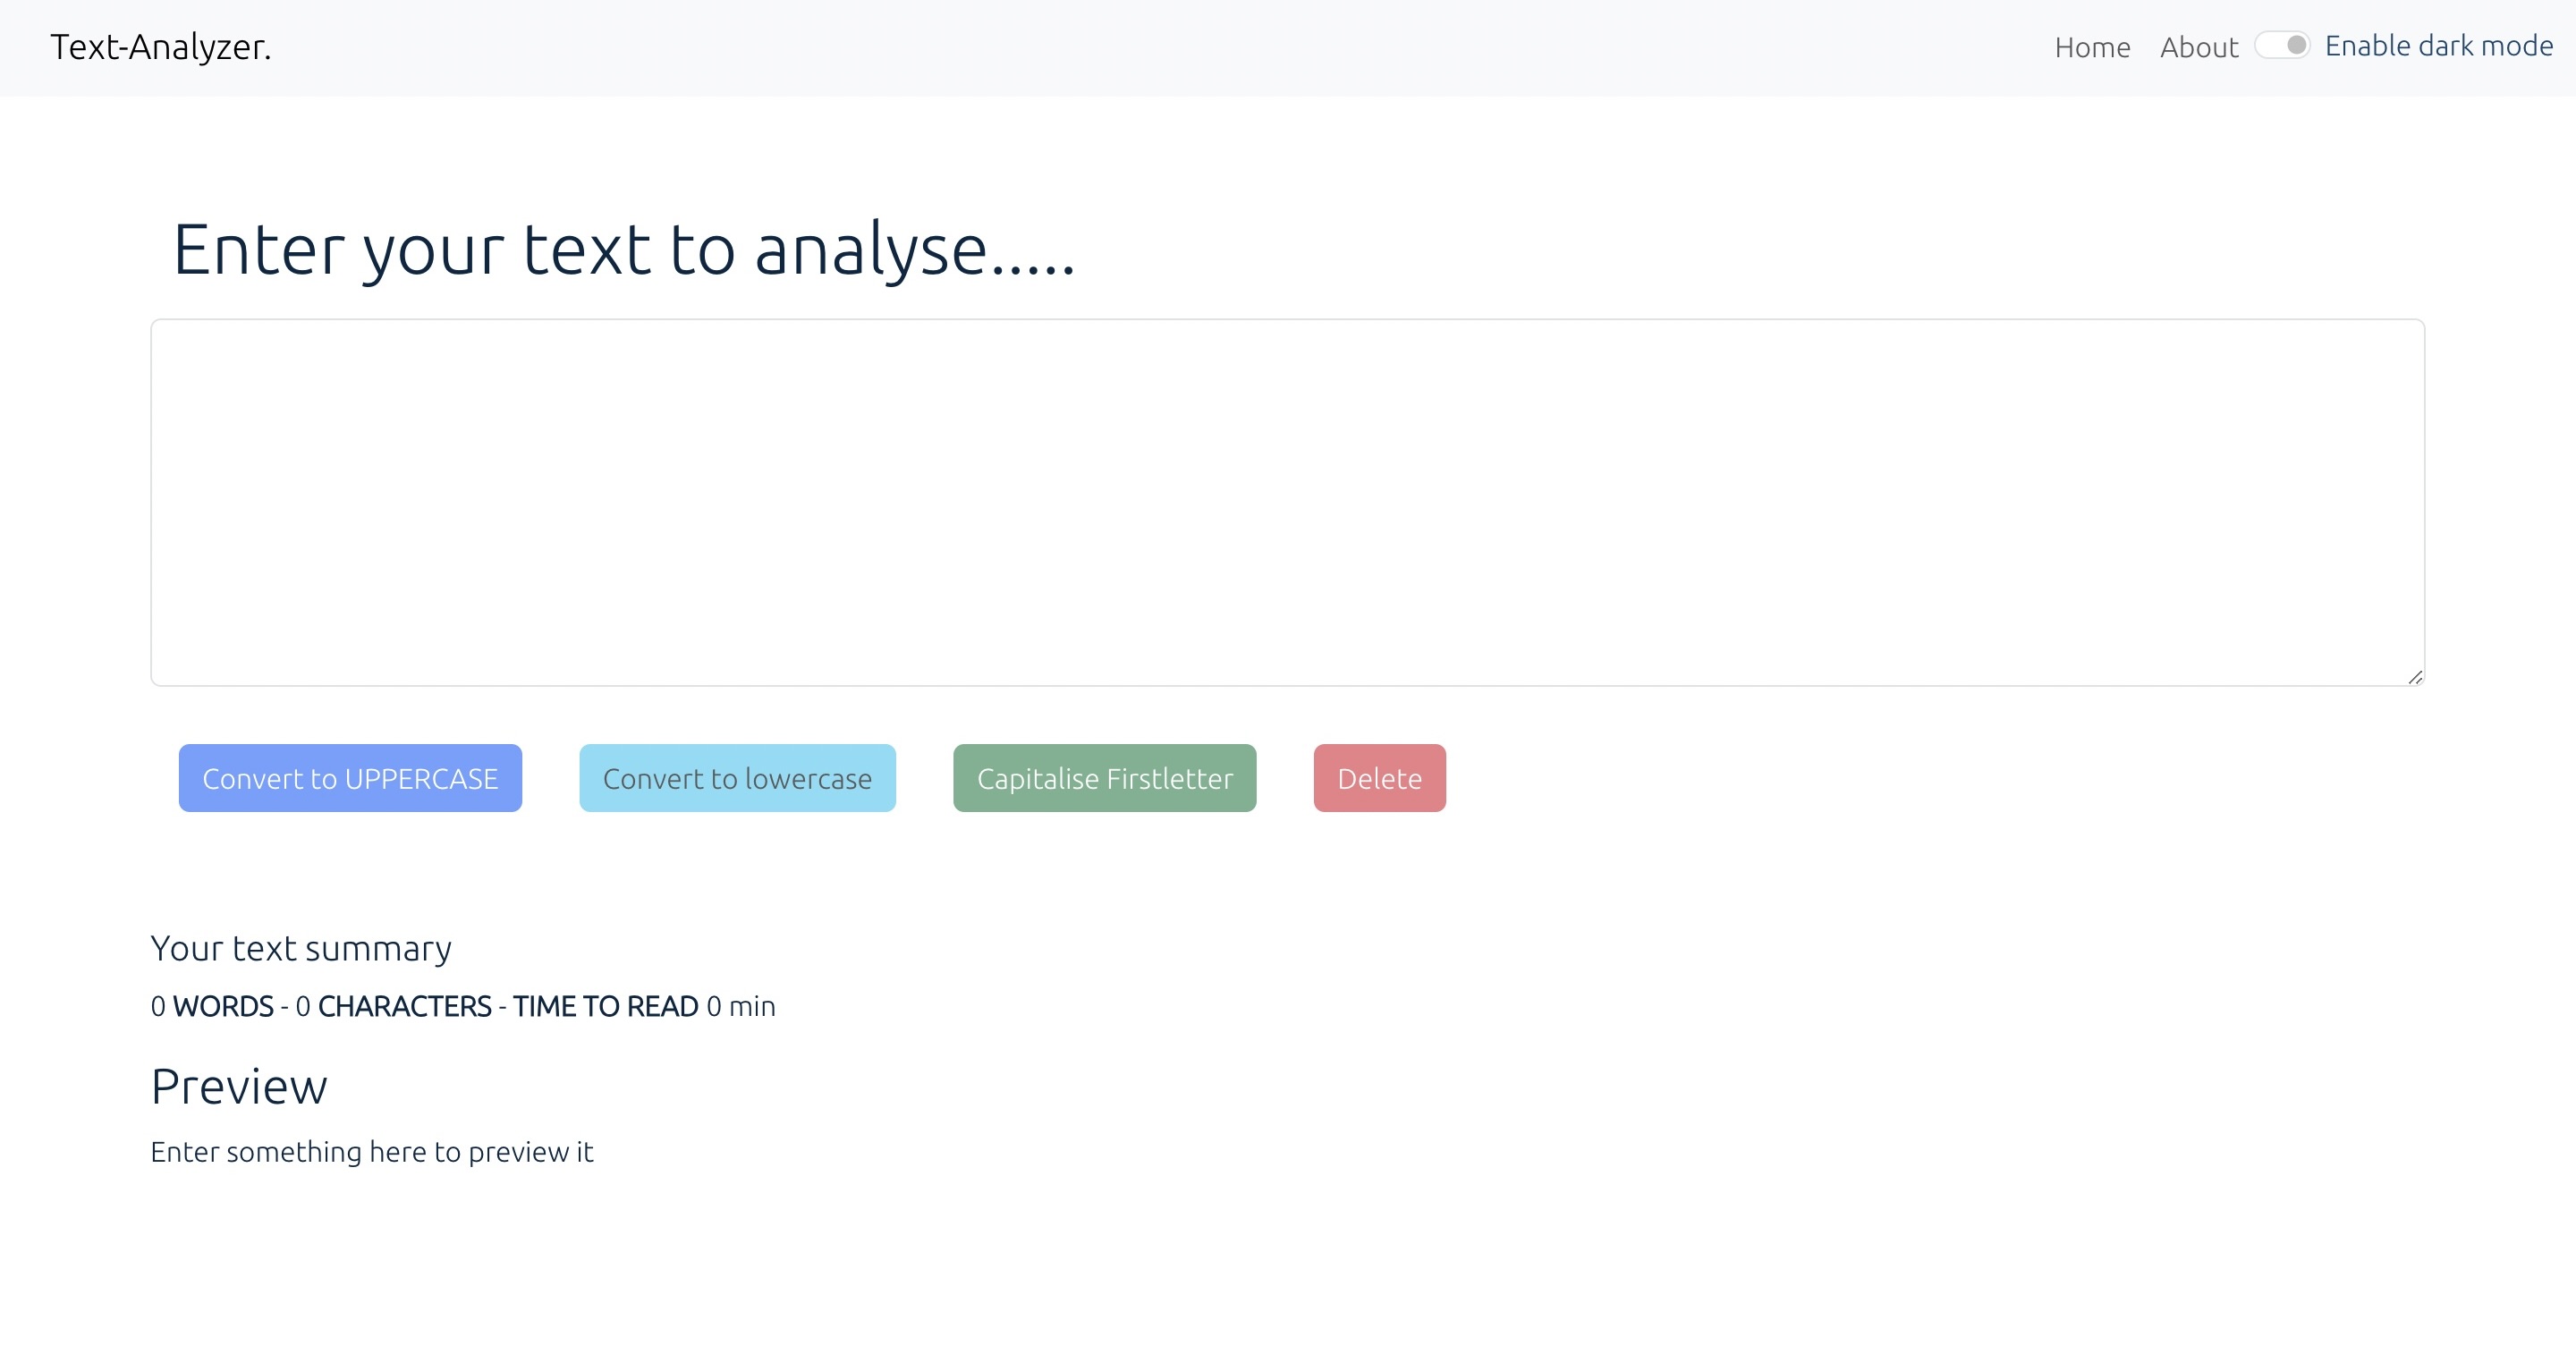 Text-Analyzer. Home About Enable dark mode
Enter your text to analyse.....
Convert to UPPERCASE Convert to lowercase Capitalise Firstletter Delete
Your text summary
0 WORDS - 0 CHARACTERS - TIME TO READ 0 min
Preview
Enter something here to preview it